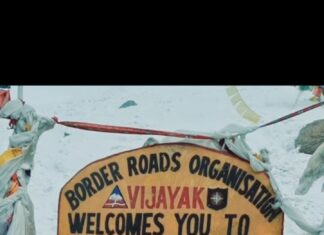 BORDER ROADS ORGANISATION
VIJAYAK
WELCOMES YOU TO